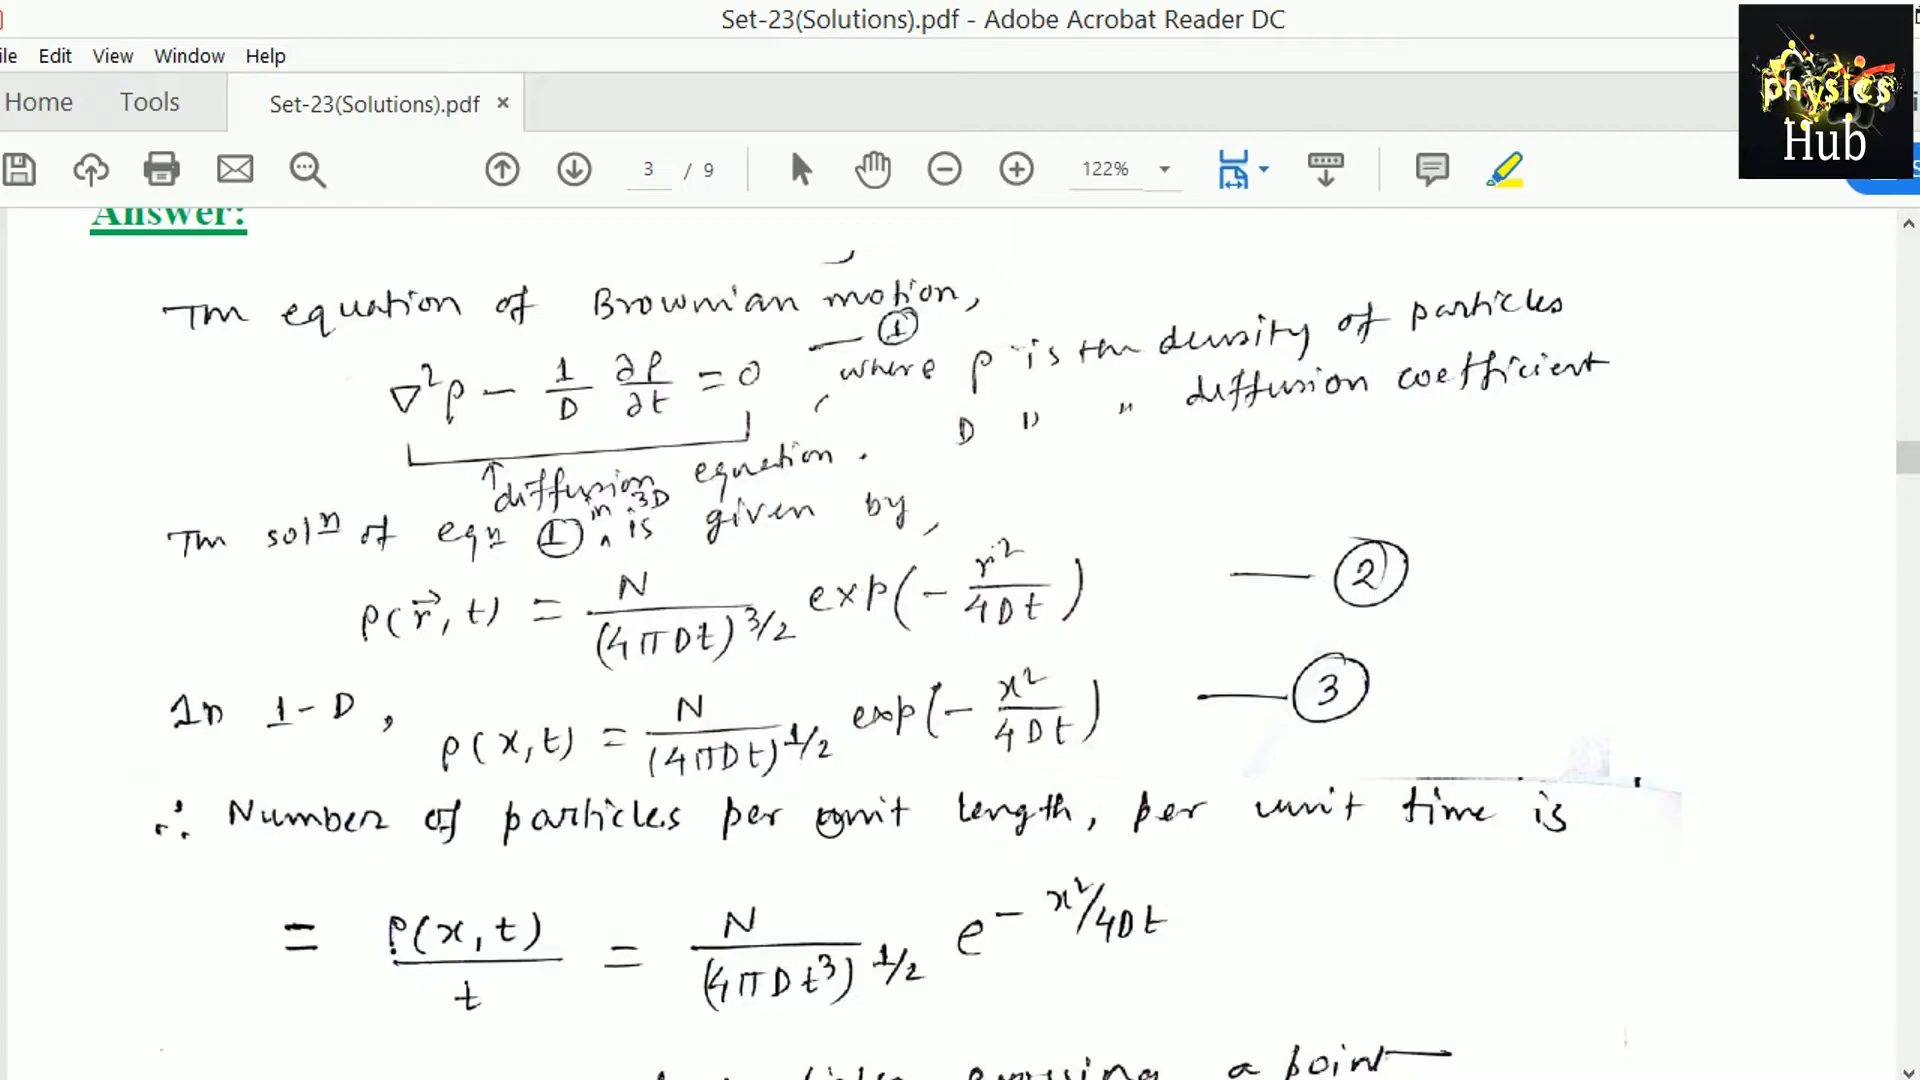 Set-23(Solutions).pdf - Adobe Acrobat Reader DC
ile Edit View Window Help
Home Tools Set-23(Solutions).pdf ×
3 / 9 122%
physics
Hub
Answer:
The equation of Brownian motion,
∇²ρ - 1/D ∂ρ/∂t = 0 — ①, where ρ is the density of particles
D " " diffusion coefficient
↑ diffusion equation.
The solⁿ of eqn ① in 3D is given by,
ρ(r⃗, t) = N/(4πDt)^3/2 exp(- r²/4Dt) — ②
In 1-D, ρ(x,t) = N/(4πDt)^1/2 exp(- x²/4Dt) — ③
∴ Number of particles per unit length, per unit time is
= ρ(x,t)/t = N/(4πDt³)^1/2 e^- x²/4Dt
crossing a point